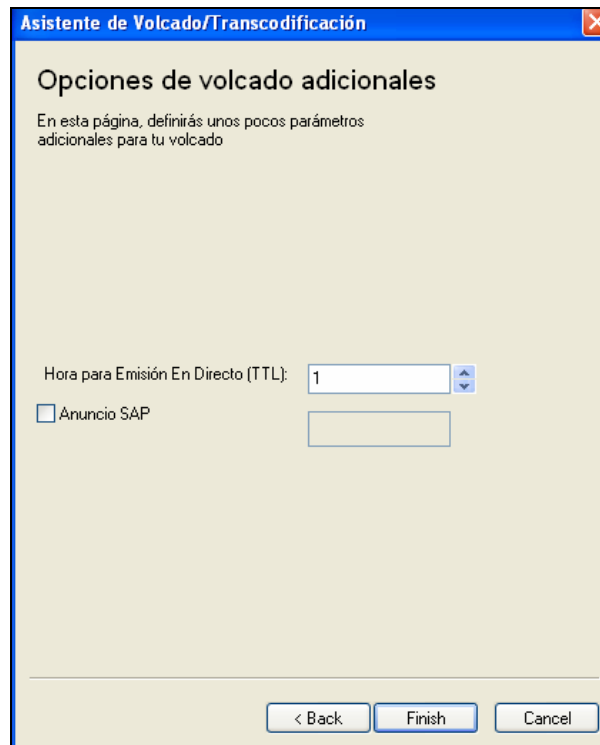 Asistente de Volcado/Transcodificación
Opciones de volcado adicionales
En esta página, definirás unos pocos parámetros
adicionales para tu volcado
Hora para Emisión En Directo (TTL): 1
Anuncio SAP
< Back Finish Cancel